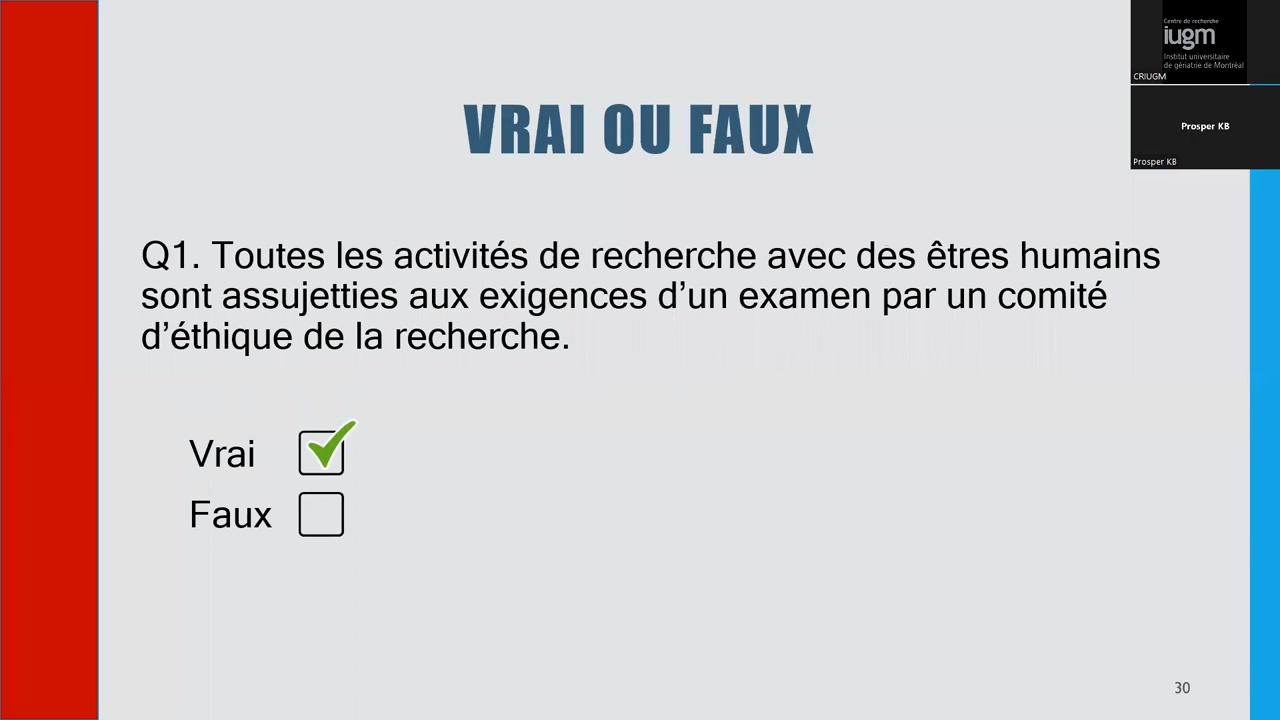 Centre de recherche
iugm
Institut universitaire
de gériatrie de Montréal
CRIUGM
Prosper KB
Prosper KB
VRAI OU FAUX
Q1. Toutes les activités de recherche avec des êtres humains
sont assujetties aux exigences d’un examen par un comité
d’éthique de la recherche.
Vrai
Faux
30